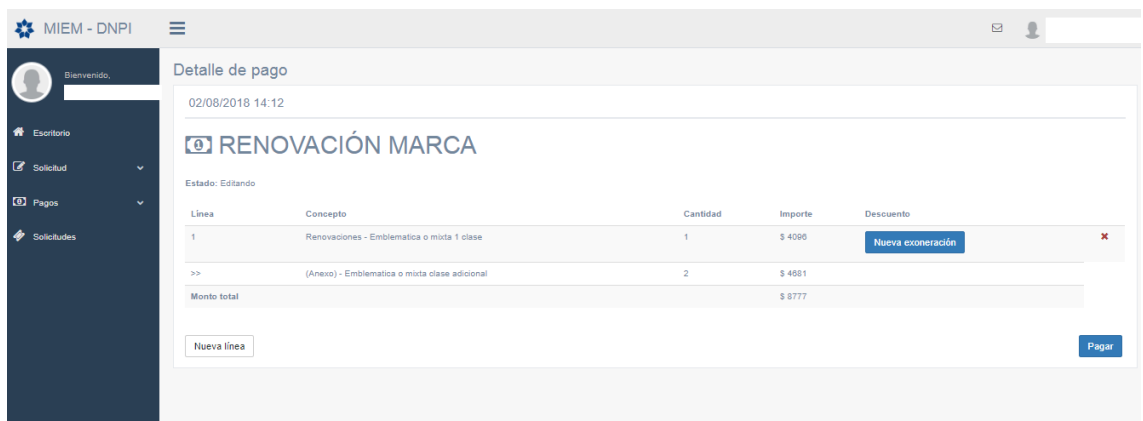 MIEM - DNPI
Bienvenido,
Escritorio
Solicitud
Pagos
Solicitudes
Detalle de pago
02/08/2018 14:12
RENOVACIÓN MARCA
Estado: Editando
Línea Concepto Cantidad Importe Descuento
1 Renovaciones - Emblematica o mixta 1 clase 1 $ 4096 Nueva exoneración
>> (Anexo) - Emblematica o mixta clase adicional 2 $ 4681
Monto total $ 8777
Nueva línea Pagar